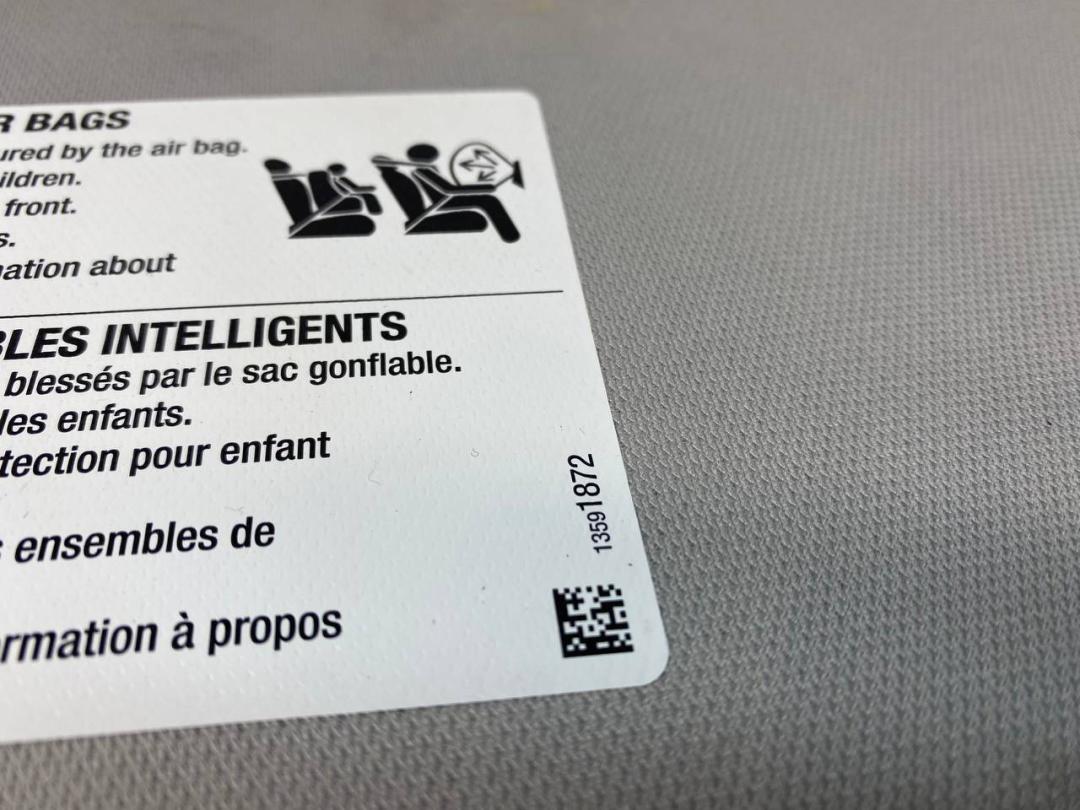 R BAGS
ured by the air bag.
ildren.
front.
s.
ation about
BLES INTELLIGENTS
blessés par le sac gonflable.
les enfants.
tection pour enfant
s ensembles de
ormation à propos
13591872